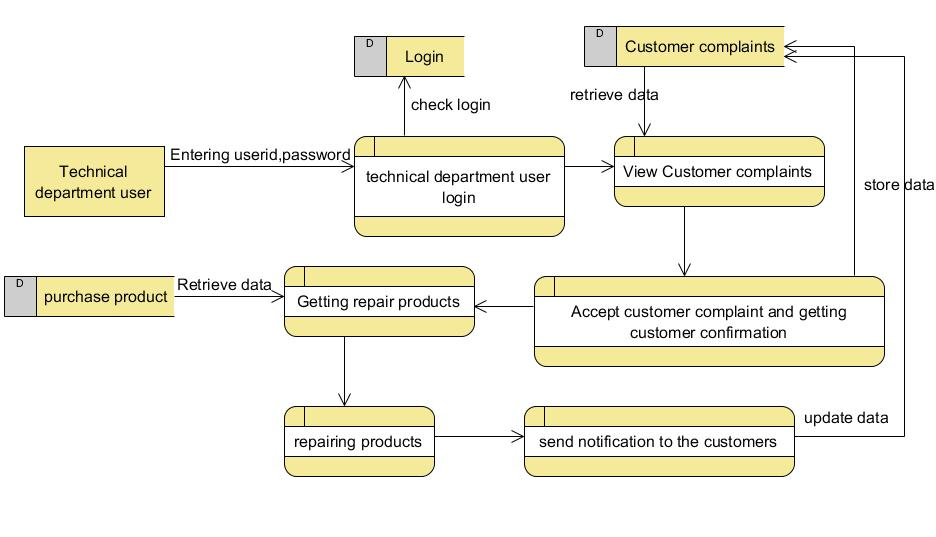 D
Login
D
Customer complaints
check login
retrieve data
Technical
department user
Entering userid,password
technical department user
login
View Customer complaints
store data
D
purchase product
Retrieve data
Getting repair products
Accept customer complaint and getting
customer confirmation
repairing products
send notification to the customers
update data